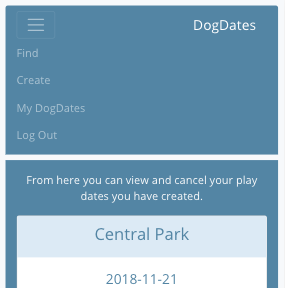 DogDates
Find
Create
My DogDates
Log Out
From here you can view and cancel your play
dates you have created.
Central Park
2018-11-21